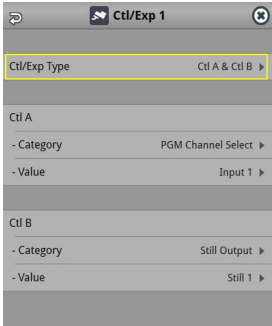 Ctl/Exp 1
Ctl/Exp Type Ctl A & Ctl B
Ctl A
- Category PGM Channel Select
- Value Input 1
Ctl B
- Category Still Output
- Value Still 1